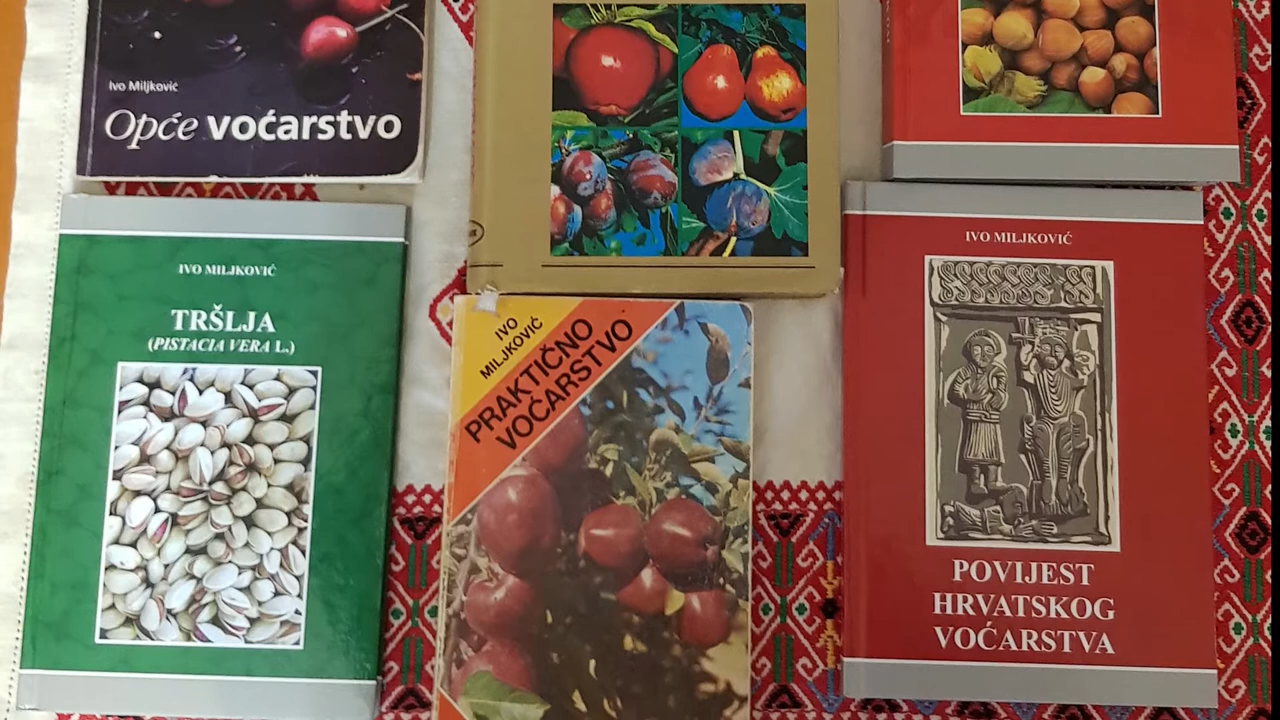 Ivo Miljković
Opće voćarstvo
IVO MILJKOVIĆ
TRŠLJA
(PISTACIA VERA L.)
IVO
MILJKOVIĆ
PRAKTIČNO
VOĆARSTVO
IVO MILJKOVIĆ
POVIJEST
HRVATSKOG
VOĆARSTVA